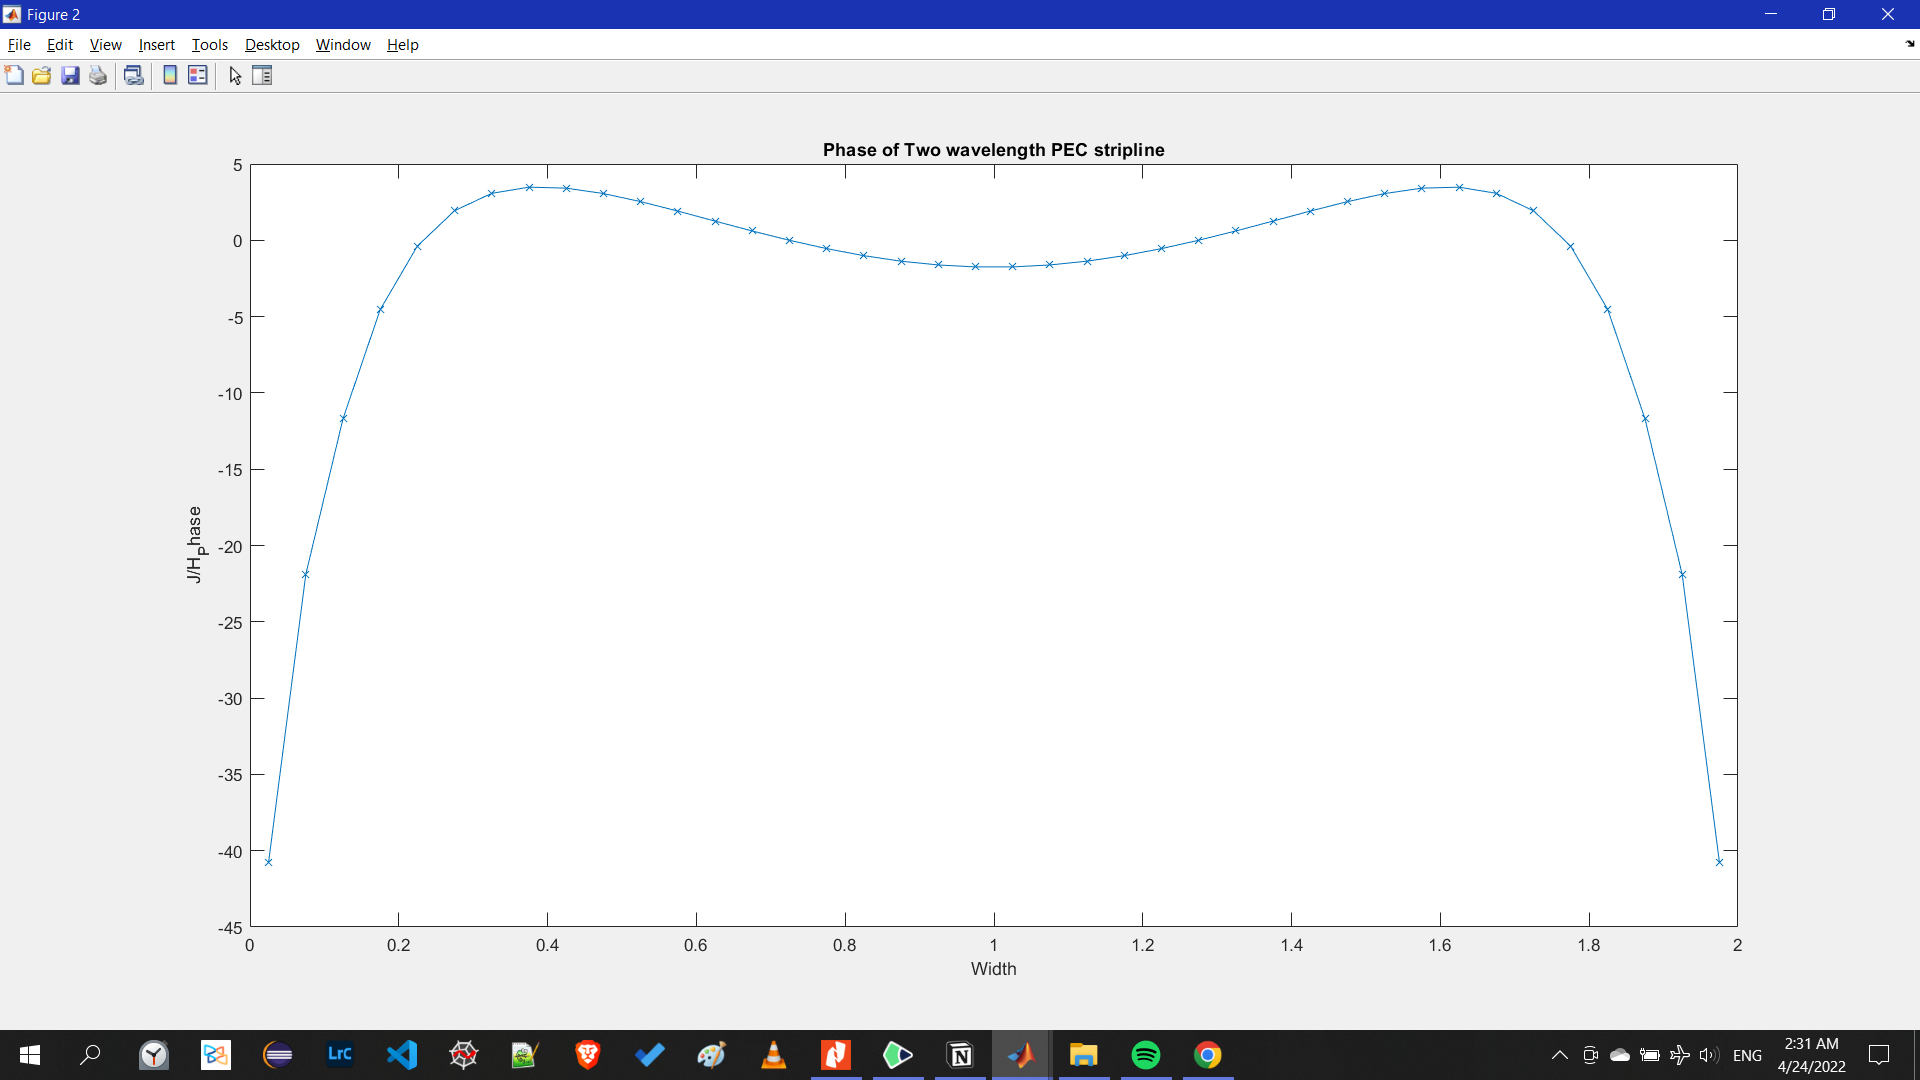 Figure 2
File Edit View Insert Tools Desktop Window Help
Phase of Two wavelength PEC stripline
5
0
-5
-10
-15
-20
-25
-30
-35
-40
-45
J/H_Phase
0 0.2 0.4 0.6 0.8 1 1.2 1.4 1.6 1.8 2
Width
LrC
N
ENG
2:31 AM
4/24/2022